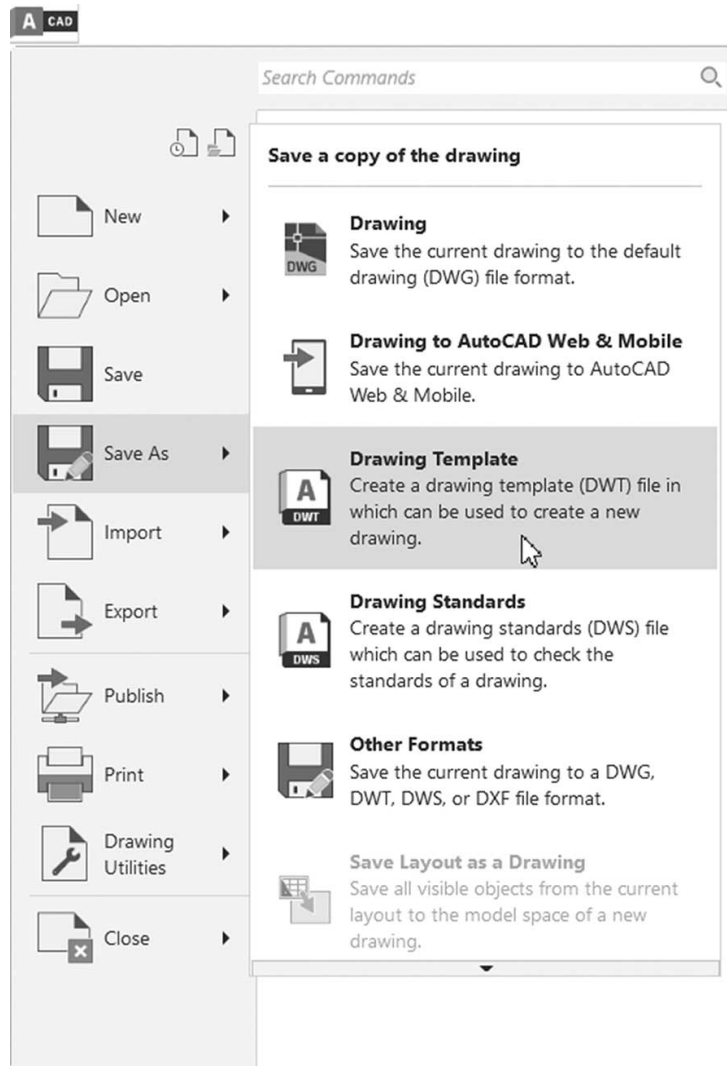 A CAD
Search Commands
Save a copy of the drawing
New
Open
Save
Save As
Import
Export
Publish
Print
Drawing
Utilities
Close
Drawing
Save the current drawing to the default
drawing (DWG) file format.
DWG
Drawing to AutoCAD Web & Mobile
Save the current drawing to AutoCAD
Web & Mobile.
Drawing Template
Create a drawing template (DWT) file in
which can be used to create a new
drawing.
A
DWT
Drawing Standards
Create a drawing standards (DWS) file
which can be used to check the
standards of a drawing.
A
DWS
Other Formats
Save the current drawing to a DWG,
DWT, DWS, or DXF file format.
Save Layout as a Drawing
Save all visible objects from the current
layout to the model space of a new
drawing.